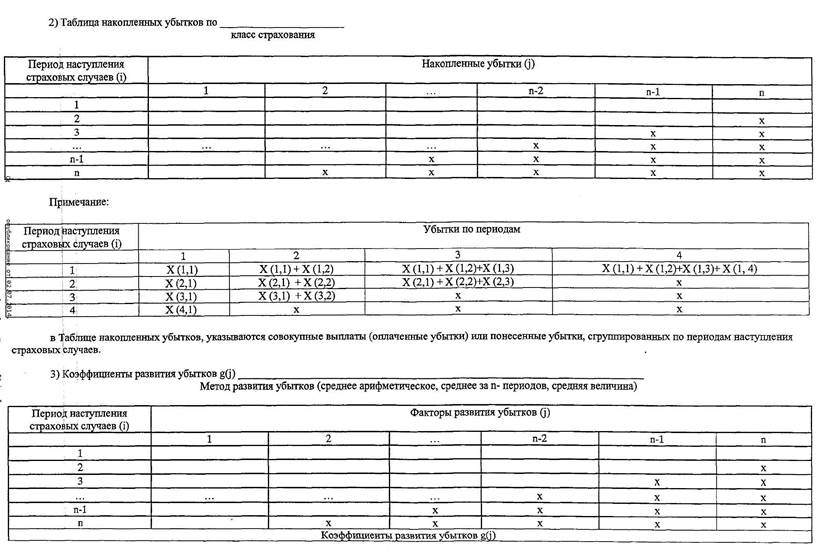 2) Таблица накопленных убытков по _______________________
класс страхования
Период наступления страховых случаев (i) Накопленные убытки (j)
1 2 ... n-2 n-1 n
1
2 x
3 x x
... ... ... ... x x x
n-1 x x x x
n x x x x x
Примечание:
Период наступления страховых случаев (i) Убытки по периодам
1 2 3 4
1 X (1,1) X (1,1) + X (1,2) X (1,1) + X (1,2)+X (1,3) X (1,1) + X (1,2)+X (1,3)+ X (1, 4)
2 X (2,1) X (2,1) + X (2,2) X (2,1) + X (2,2)+X (2,3) x
3 X (3,1) X (3,1) + X (3,2) x x
4 X (4,1) x x x
в Таблице накопленных убытков, указываются совокупные выплаты (оплаченные убытки) или понесенные убытки, сгруппированных по периодам наступления
страховых случаев.
3) Коэффициенты развития убытков g(j) _______________________
Метод развития убытков (среднее арифметическое, среднее за n- периодов, средняя величина)
Период наступления страховых случаев (i) Факторы развития убытков (j)
1 2 ... n-2 n-1 n
1
2 x
3 x x
... ... ... ... x x x
n-1 x x x x
n x x x x x
Коэффициенты развития убытков g(j)